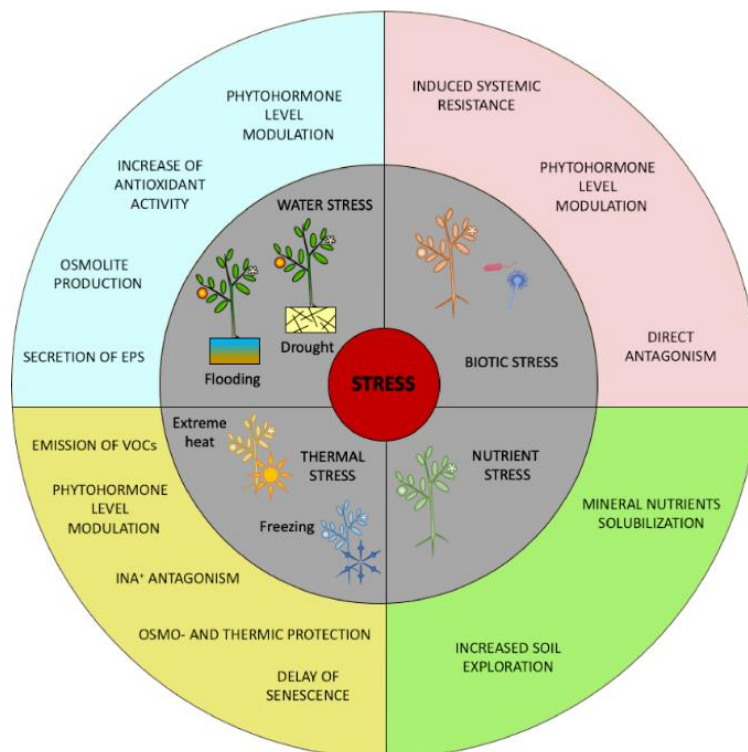 PHYTOHORMONE
LEVEL
MODULATION
INCREASE OF
ANTIOXIDANT
ACTIVITY
OSMOLITE
PRODUCTION
SECRETION OF EPS
INDUCED SYSTEMIC
RESISTANCE
PHYTOHORMONE
LEVEL
MODULATION
DIRECT
ANTAGONISM
WATER STRESS
Flooding
Drought
BIOTIC STRESS
STRESS
Extreme
heat
THERMAL
STRESS
Freezing
NUTRIENT
STRESS
EMISSION OF VOCs
PHYTOHORMONE
LEVEL
MODULATION
INA⁺ ANTAGONISM
OSMO- AND THERMIC PROTECTION
DELAY OF
SENESCENCE
MINERAL NUTRIENTS
SOLUBILIZATION
INCREASED SOIL
EXPLORATION